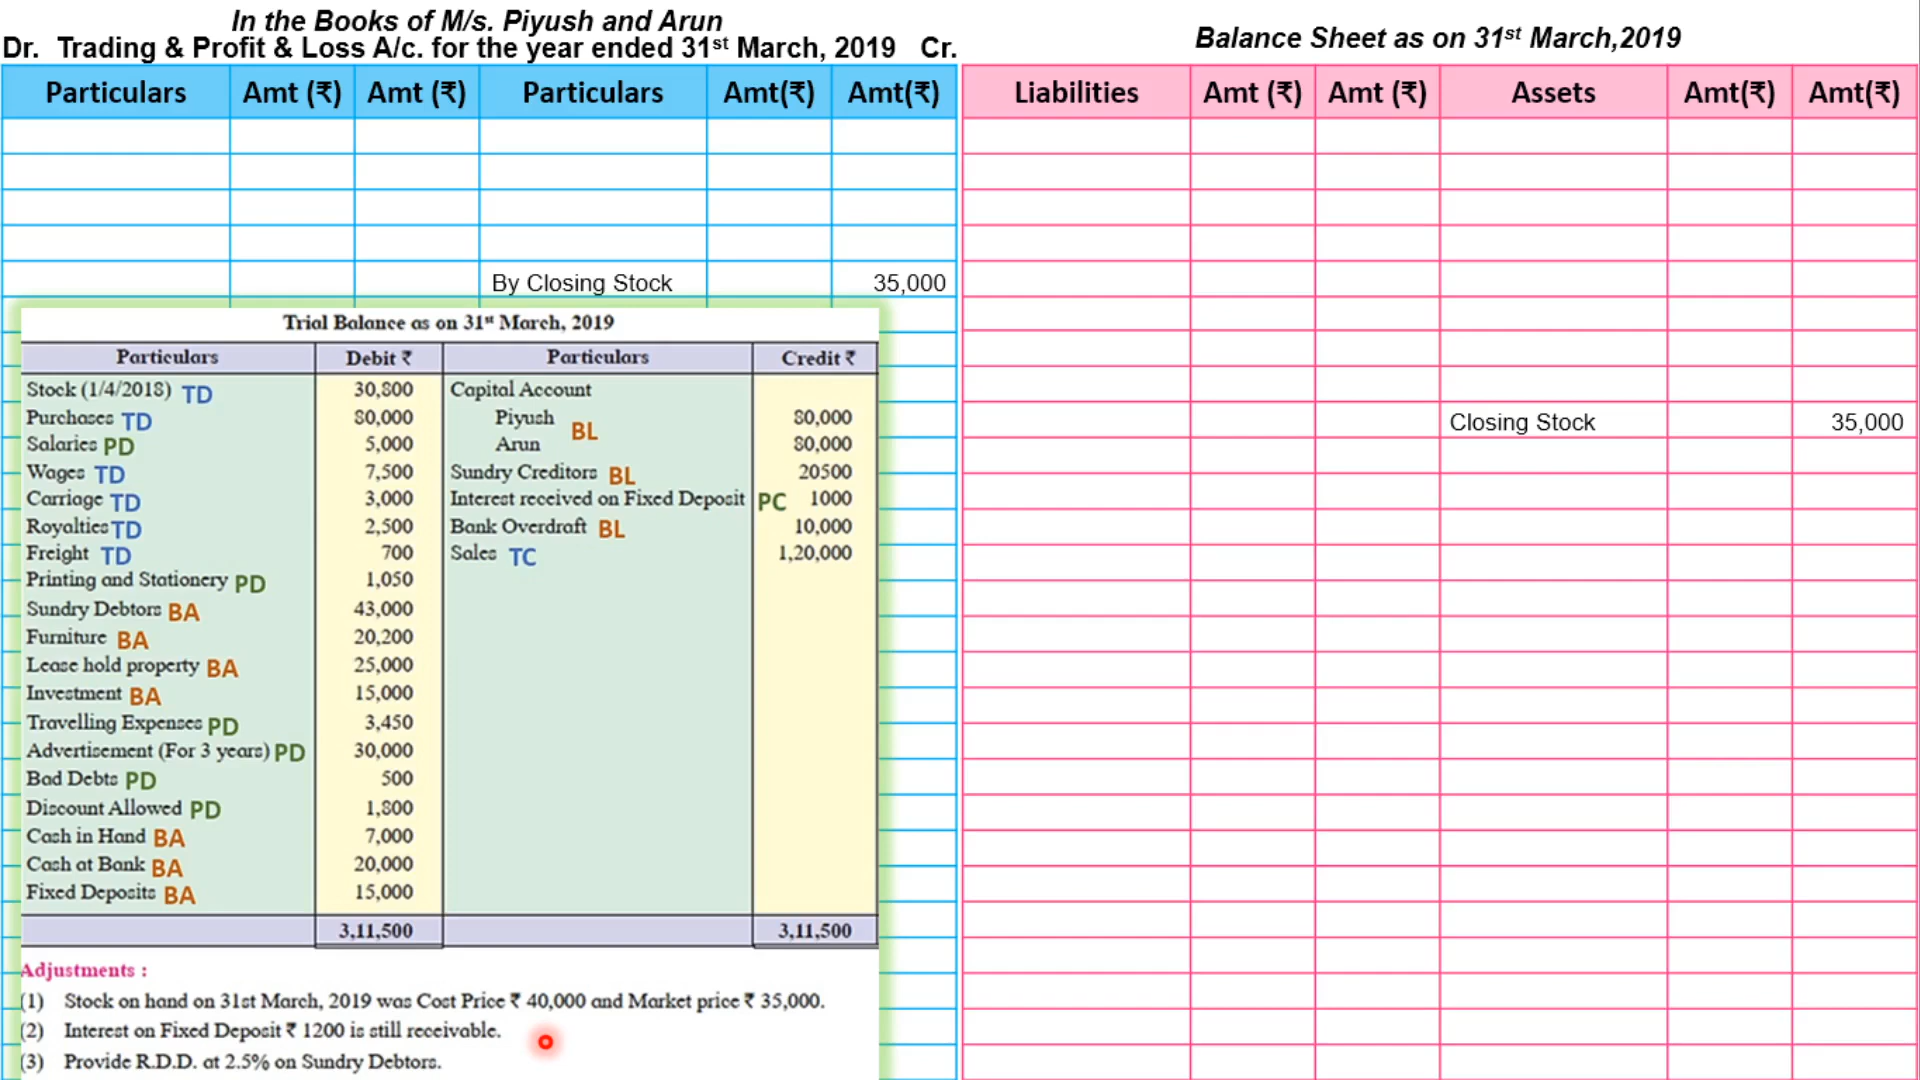 In the Books of M/s. Piyush and Arun
Dr. Trading & Profit & Loss A/c. for the year ended 31st March, 2019 Cr.
Particulars Amt (₹) Amt (₹) Particulars Amt(₹) Amt(₹)
By Closing Stock 35,000
Trial Balance as on 31st March, 2019
Particulars Debit ₹ Particulars Credit ₹
Stock (1/4/2018) TD 30,800 Capital Account
Purchases TD 80,000 Piyush BL 80,000
Salaries PD 5,000 Arun 80,000
Wages TD 7,500 Sundry Creditors BL 20500
Carriage TD 3,000 Interest received on Fixed Deposit PC 1000
Royalties TD 2,500 Bank Overdraft BL 10,000
Freight TD 700 Sales TC 1,20,000
Printing and Stationery PD 1,050
Sundry Debtors BA 43,000
Furniture BA 20,200
Lease hold property BA 25,000
Investment BA 15,000
Travelling Expenses PD 3,450
Advertisement (For 3 years) PD 30,000
Bad Debts PD 500
Discount Allowed PD 1,800
Cash in Hand BA 7,000
Cash at Bank BA 20,000
Fixed Deposits BA 15,000
3,11,500 3,11,500
Adjustments :
(1) Stock on hand on 31st March, 2019 was Cost Price ₹ 40,000 and Market price ₹ 35,000.
(2) Interest on Fixed Deposit ₹ 1200 is still receivable.
(3) Provide R.D.D. at 2.5% on Sundry Debtors.
Balance Sheet as on 31st March,2019
Liabilities Amt (₹) Amt (₹) Assets Amt(₹) Amt(₹)
Closing Stock 35,000